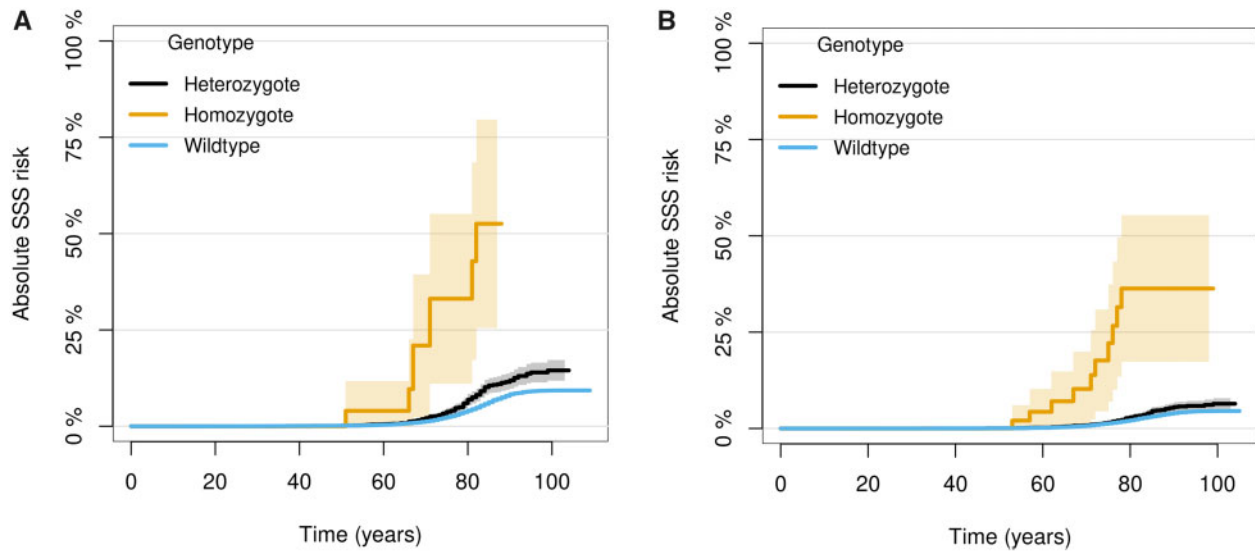 A
Genotype
Heterozygote
Homozygote
Wildtype
Absolute SSS risk
100 %
75 %
50 %
25 %
0 %
0 20 40 60 80 100
Time (years)
B
Genotype
Heterozygote
Homozygote
Wildtype
Absolute SSS risk
100 %
75 %
50 %
25 %
0 %
0 20 40 60 80 100
Time (years)